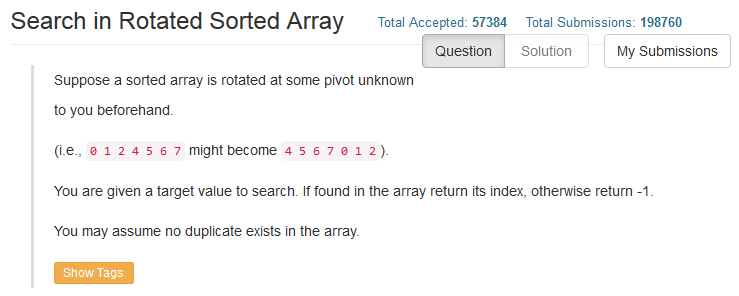 Search in Rotated Sorted Array Total Accepted: 57384 Total Submissions: 198760
Question Solution My Submissions
Suppose a sorted array is rotated at some pivot unknown
to you beforehand.
(i.e., 0 1 2 4 5 6 7 might become 4 5 6 7 0 1 2).
You are given a target value to search. If found in the array return its index, otherwise return -1.
You may assume no duplicate exists in the array.
Show Tags